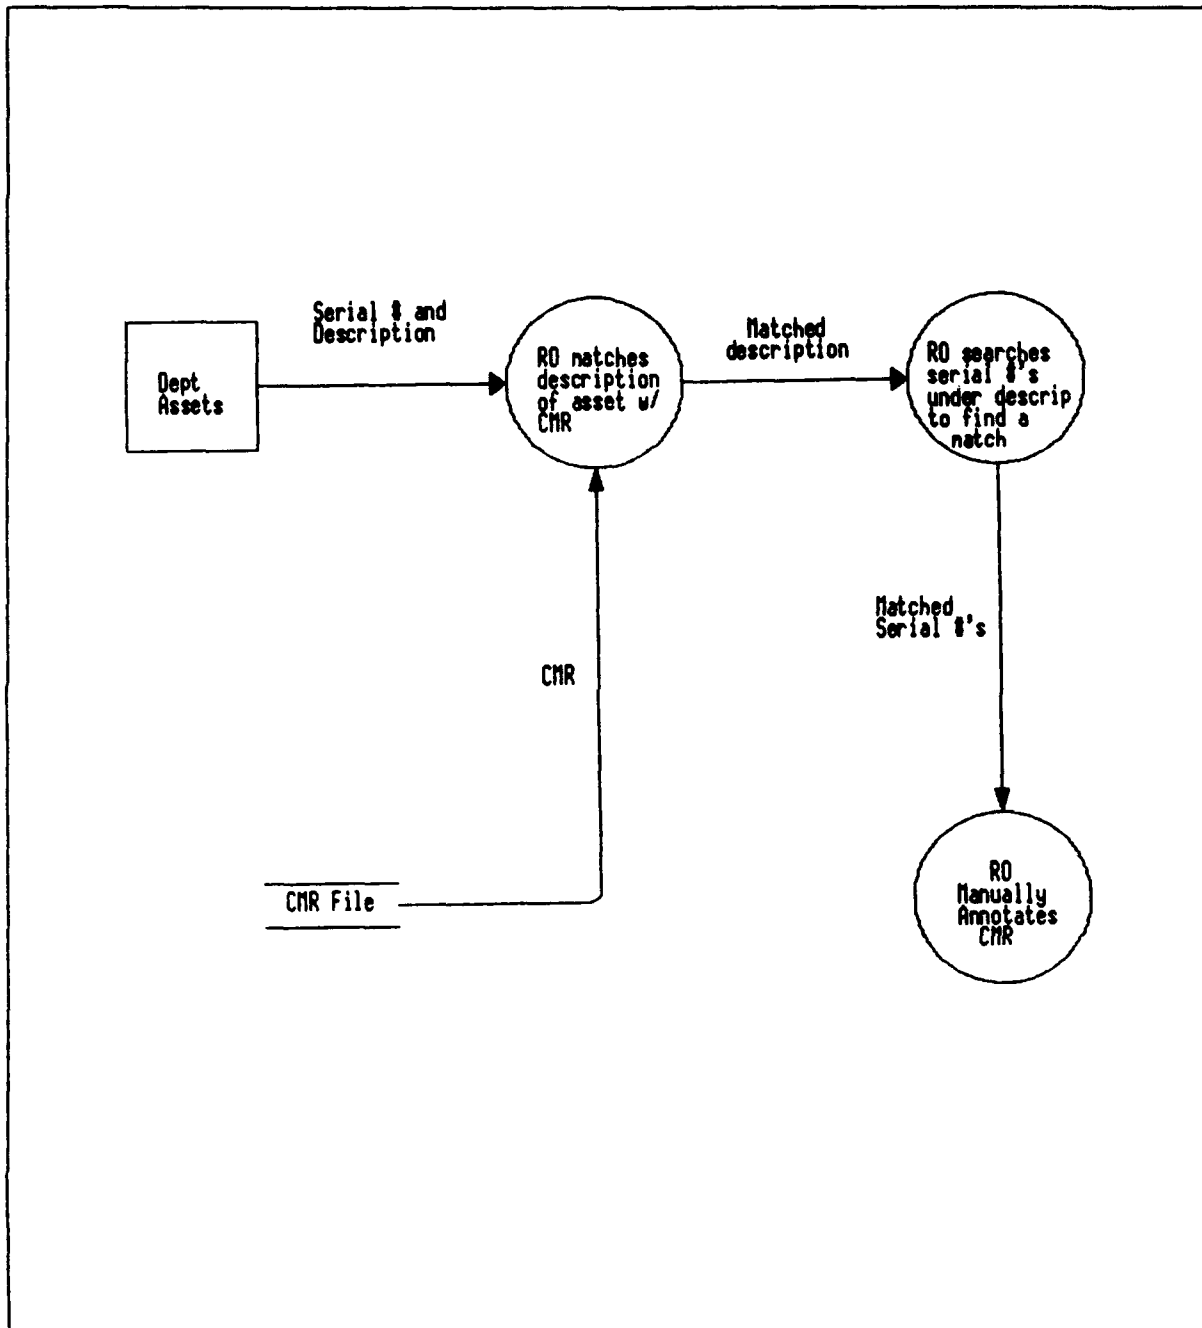 Serial # and
Description
Dept
Assets
RO matches
description
of asset w/
CMR
Matched
description
RO searches
serial #'s
under descrip
to find a
match
Matched
Serial #'s
CMR
CMR File
RO
Manually
Annotates
CMR